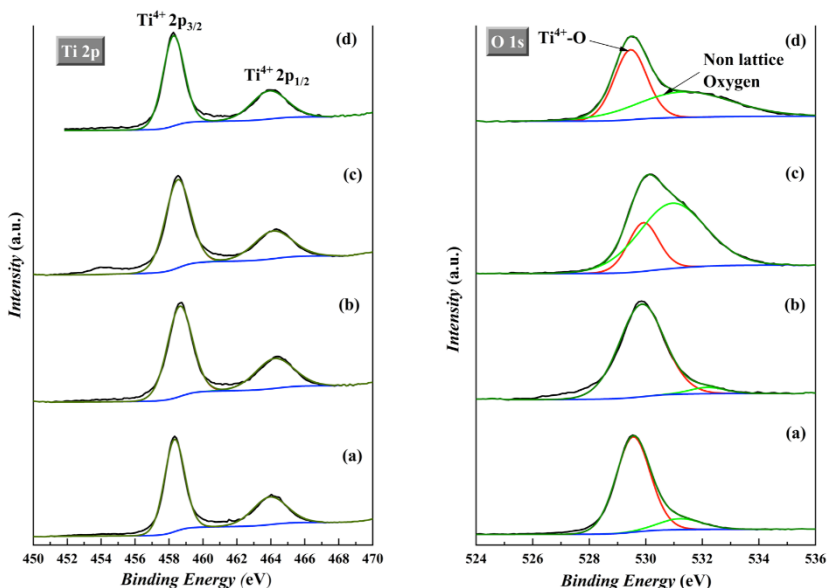 Ti 2p
Ti⁴⁺ 2p₃/₂
Ti⁴⁺ 2p₁/₂
(d)
(c)
(b)
(a)
Intensity (a.u.)
450 452 454 456 458 460 462 464 466 468 470
Binding Energy (eV)
O 1s
Ti⁴⁺-O
Non lattice
Oxygen
(d)
(c)
(b)
(a)
Intensity (a.u.)
524 526 528 530 532 534 536
Binding Energy (eV)